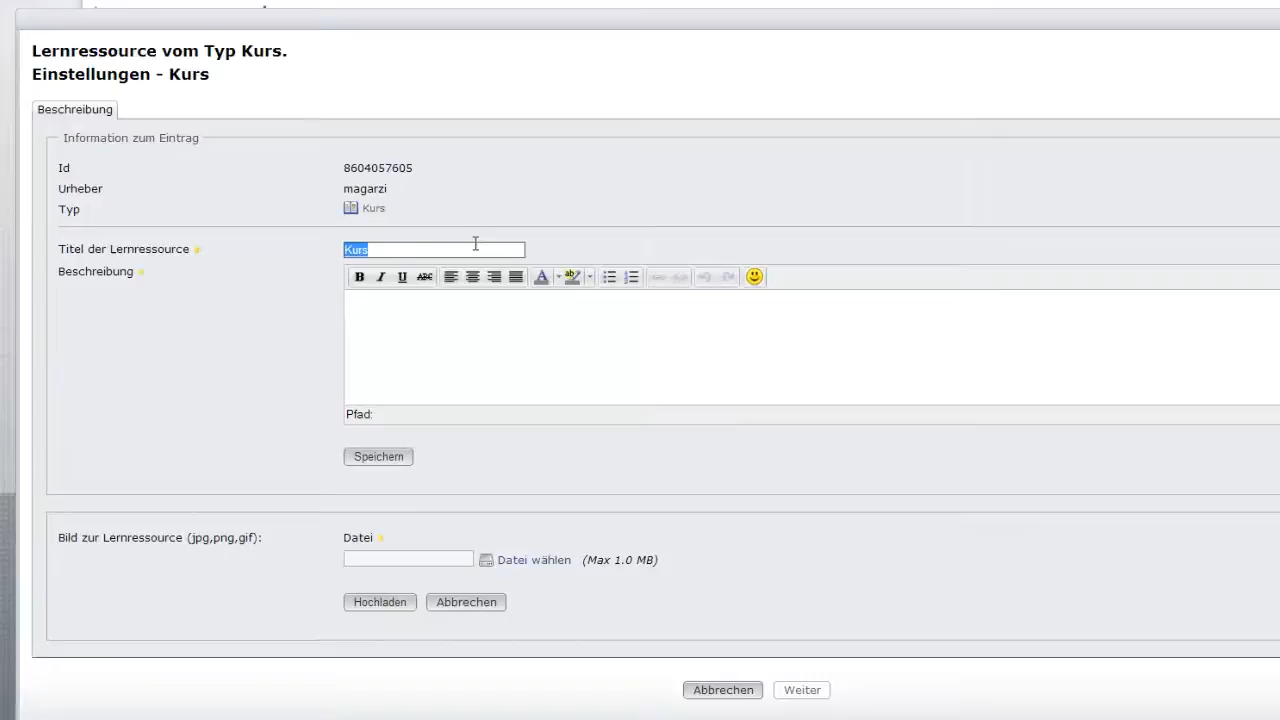 Lernressource vom Typ Kurs.
Einstellungen - Kurs
Beschreibung
Information zum Eintrag
Id 8604057605
Urheber magarzi
Typ Kurs
Titel der Lernressource Kurs
Beschreibung B I U ABC A ab
Pfad:
Speichern
Bild zur Lernressource (jpg,png,gif): Datei
Datei wählen (Max 1.0 MB)
Hochladen Abbrechen
Abbrechen Weiter